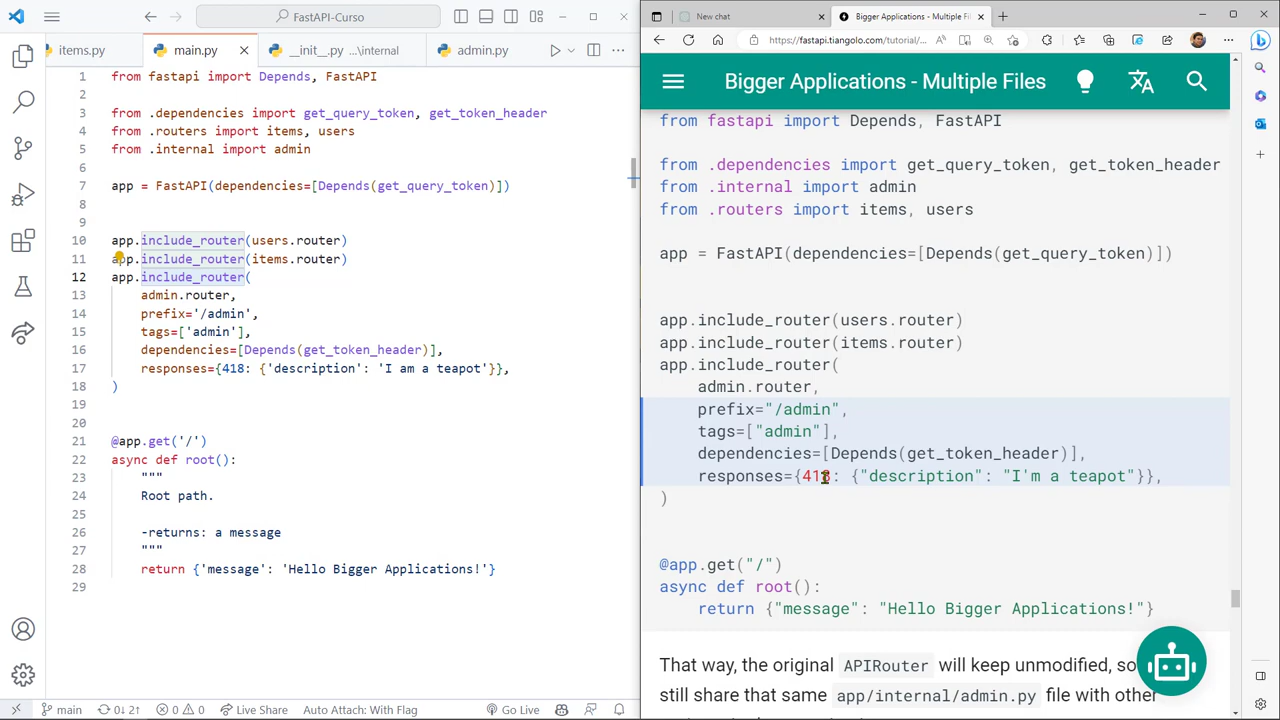 FastAPI-Curso
items.py
main.py
__init__.py ...\internal
admin.py
1 from fastapi import Depends, FastAPI
2
3 from .dependencies import get_query_token, get_token_header
4 from .routers import items, users
5 from .internal import admin
6
7 app = FastAPI(dependencies=[Depends(get_query_token)])
8
9
10 app.include_router(users.router)
11 app.include_router(items.router)
12 app.include_router(
13 admin.router,
14 prefix='/admin',
15 tags=['admin'],
16 dependencies=[Depends(get_token_header)],
17 responses={418: {'description': 'I am a teapot'}},
18 )
19
20
21 @app.get('/')
22 async def root():
23 """
24 Root path.
25
26 -returns: a message
27 """
28 return {'message': 'Hello Bigger Applications!'}
29
main 0↓ 2↑ 0 0 Live Share Auto Attach: With Flag Go Live
New chat
Bigger Applications - Multiple Fi
https://fastapi.tiangolo.com/tutorial/...
Bigger Applications - Multiple Files
from fastapi import Depends, FastAPI
from .dependencies import get_query_token, get_token_header
from .internal import admin
from .routers import items, users
app = FastAPI(dependencies=[Depends(get_query_token)])
app.include_router(users.router)
app.include_router(items.router)
app.include_router(
admin.router,
prefix="/admin",
tags=["admin"],
dependencies=[Depends(get_token_header)],
responses={418: {"description": "I'm a teapot"}},
)
@app.get("/")
async def root():
return {"message": "Hello Bigger Applications!"}
That way, the original APIRouter will keep unmodified, so
still share that same app/internal/admin.py file with other